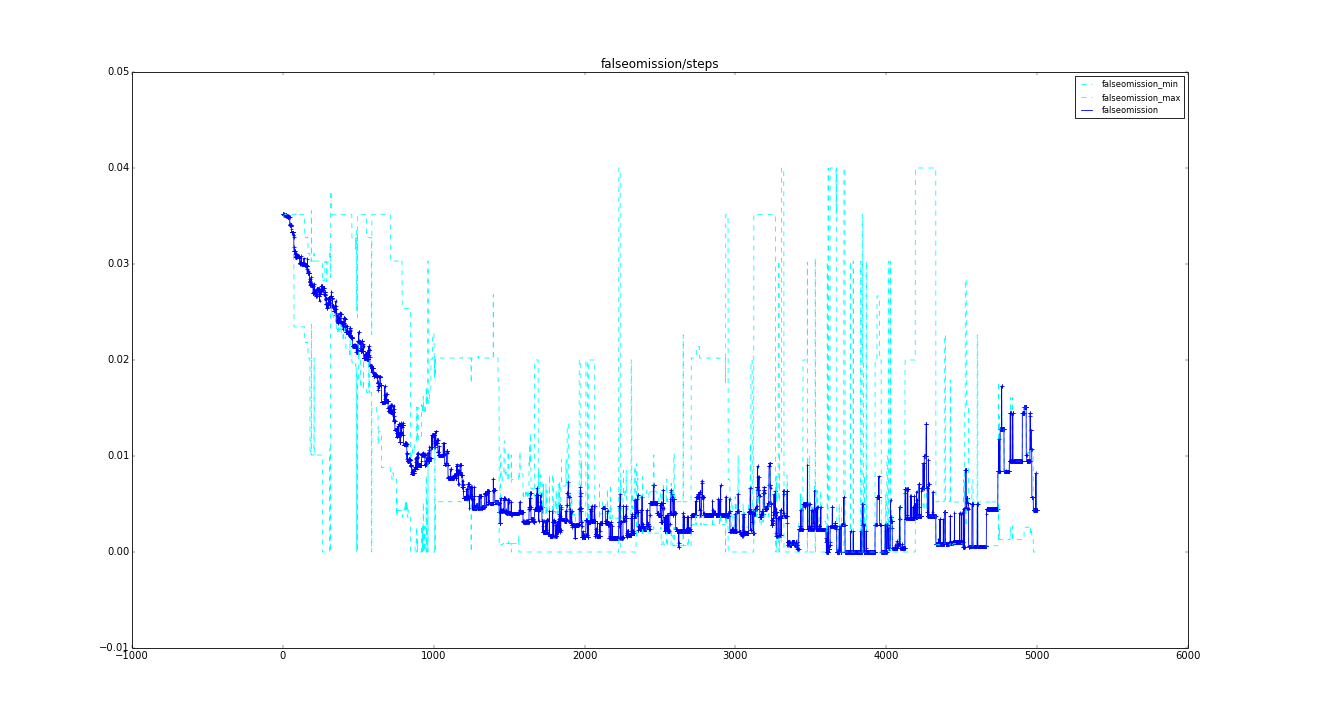 falseomission/steps
0.05
falseomission_min
falseomission_max
falseomission
0.04
0.03
0.02
0.01
0.00
−0.01
−1000 0 1000 2000 3000 4000 5000 6000